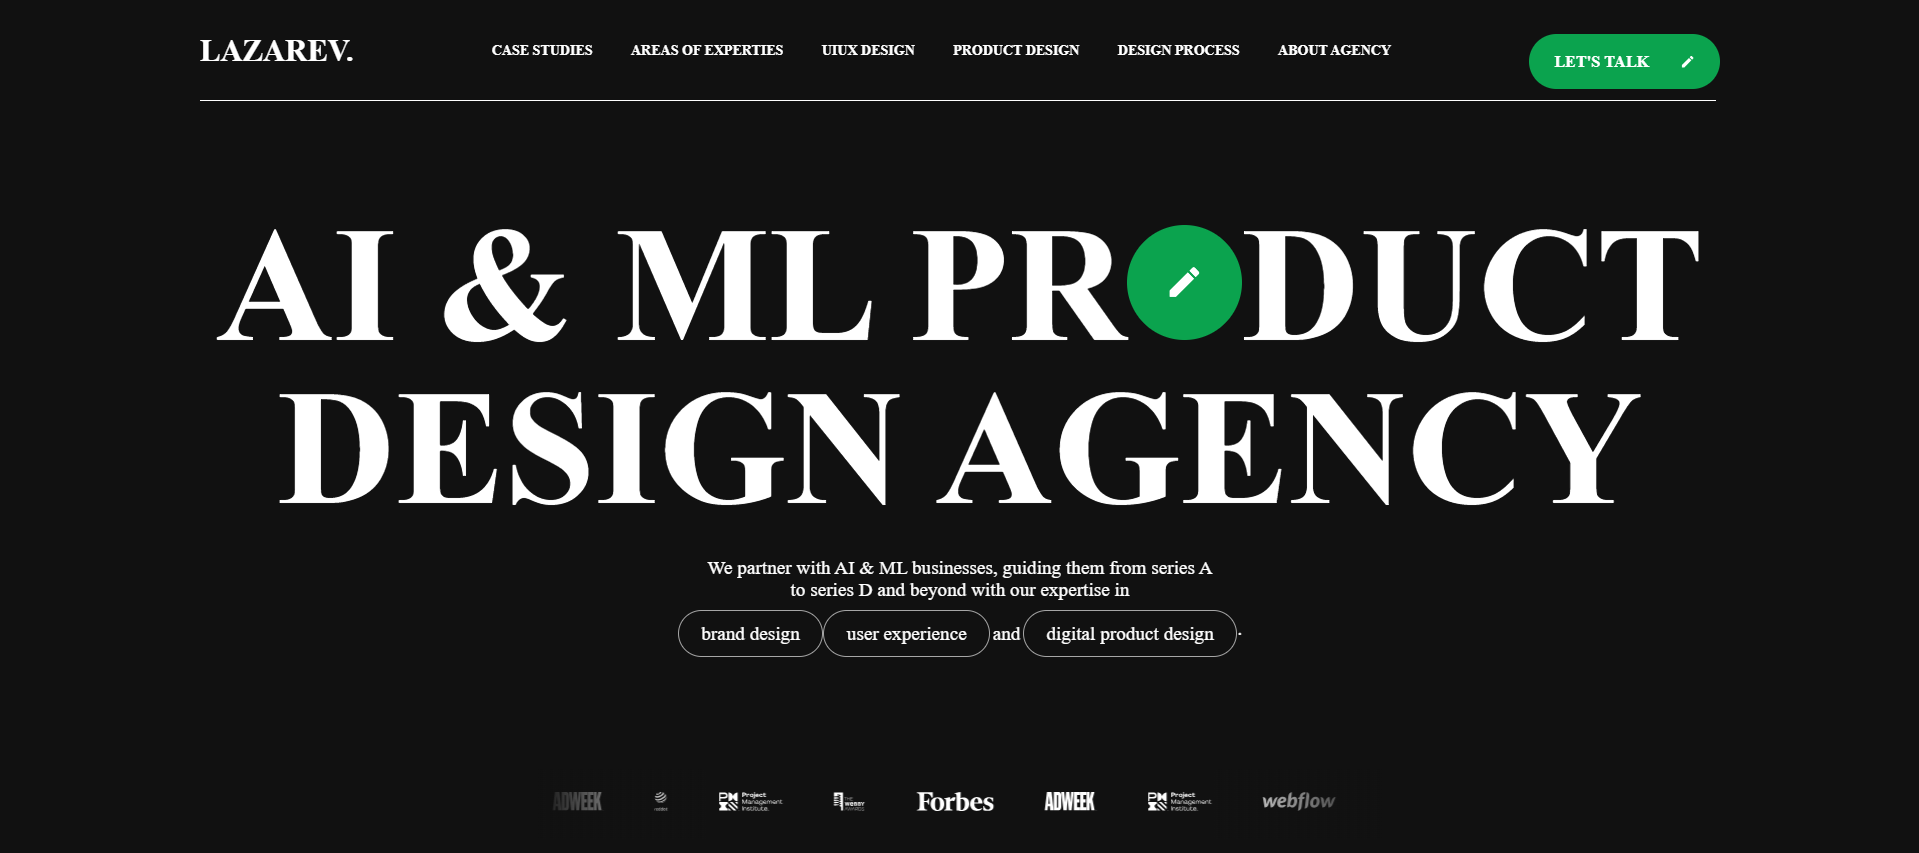 LAZAREV.
CASE STUDIES AREAS OF EXPERTIES UIUX DESIGN PRODUCT DESIGN DESIGN PROCESS ABOUT AGENCY
LET'S TALK
AI & ML PR DUCT
DESIGN AGENCY
We partner with AI & ML businesses, guiding them from series A
to series D and beyond with our expertise in
brand design user experience and digital product design .
ADWEEK
PM
Project
Management
Institute.
THE
WEBBY
AWARDS
Forbes
ADWEEK
PM
Project
Management
Institute.
webflow